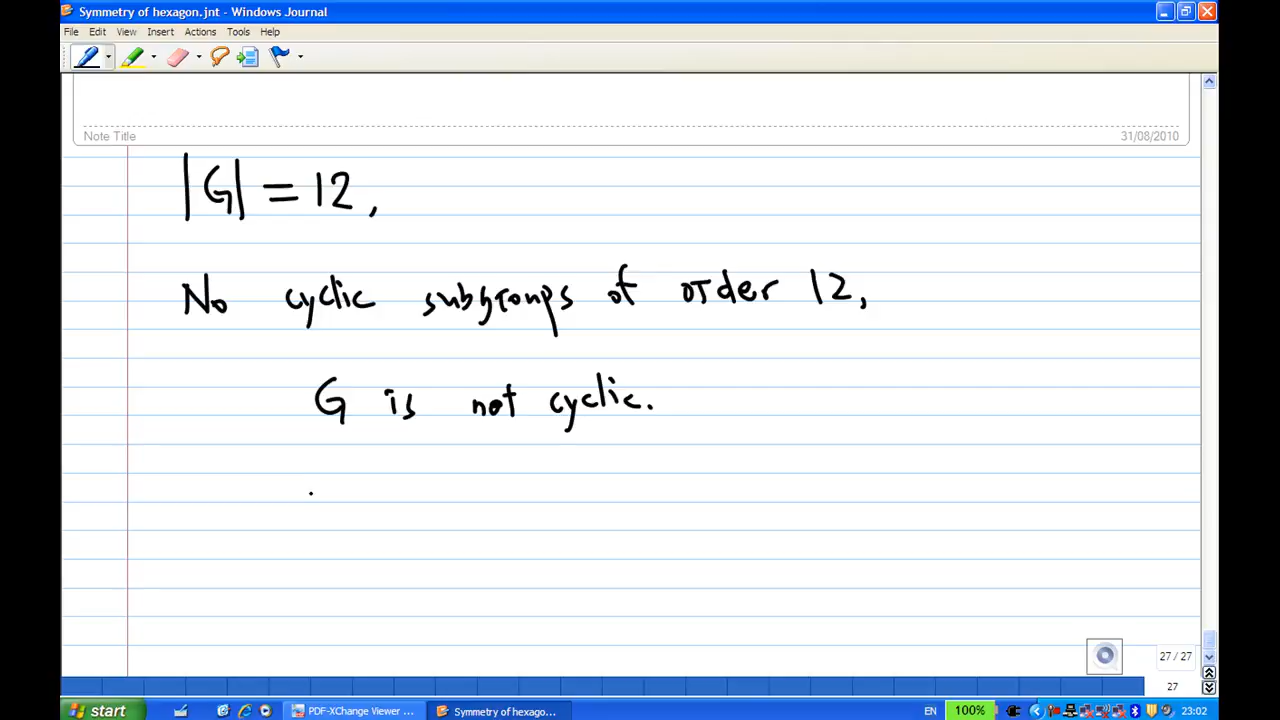 Symmetry of hexagon.jnt - Windows Journal
File Edit View Insert Actions Tools Help
Note Title
31/08/2010
|G| = 12,
No cyclic subgroups of order 12,
G is not cyclic.
27 / 27
27
start
PDF-XChange Viewer ...
Symmetry of hexago...
EN
100%
23:02